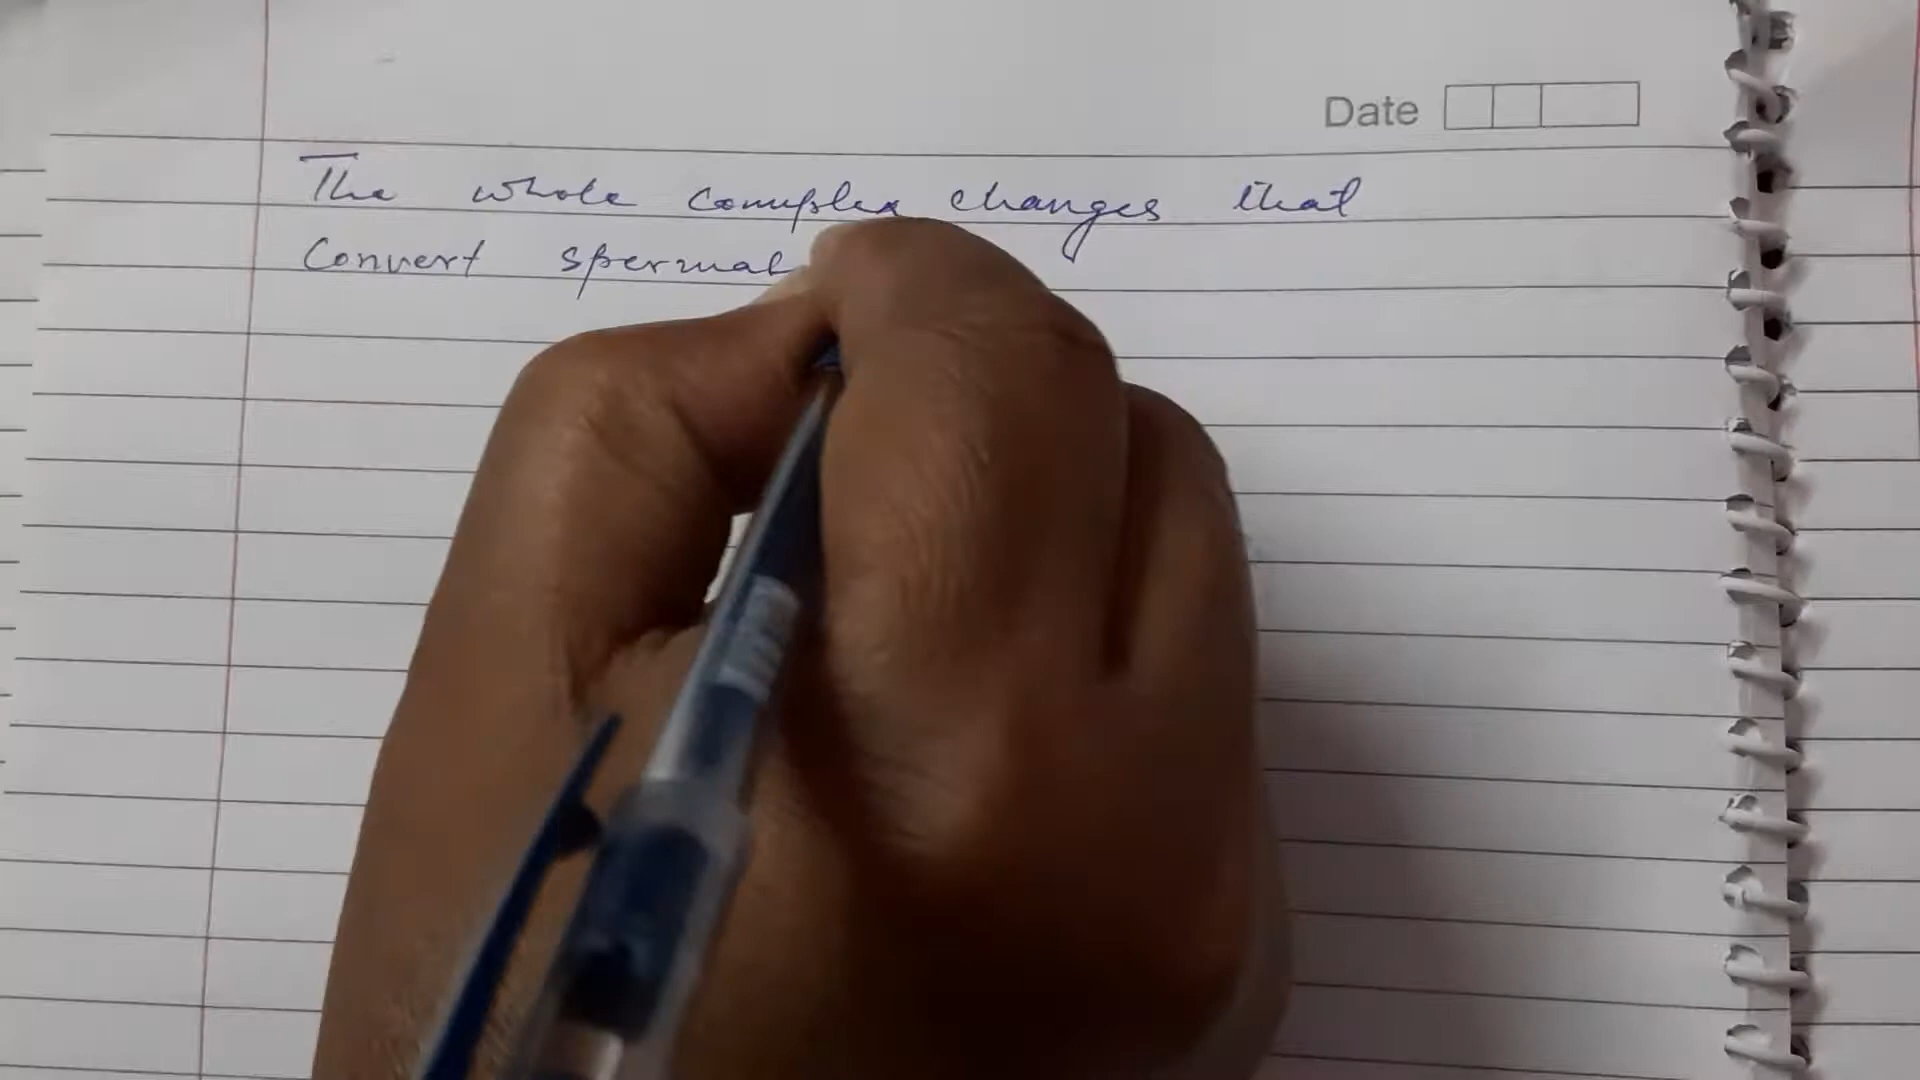 Date
The whole complex changes that
Convert spermat